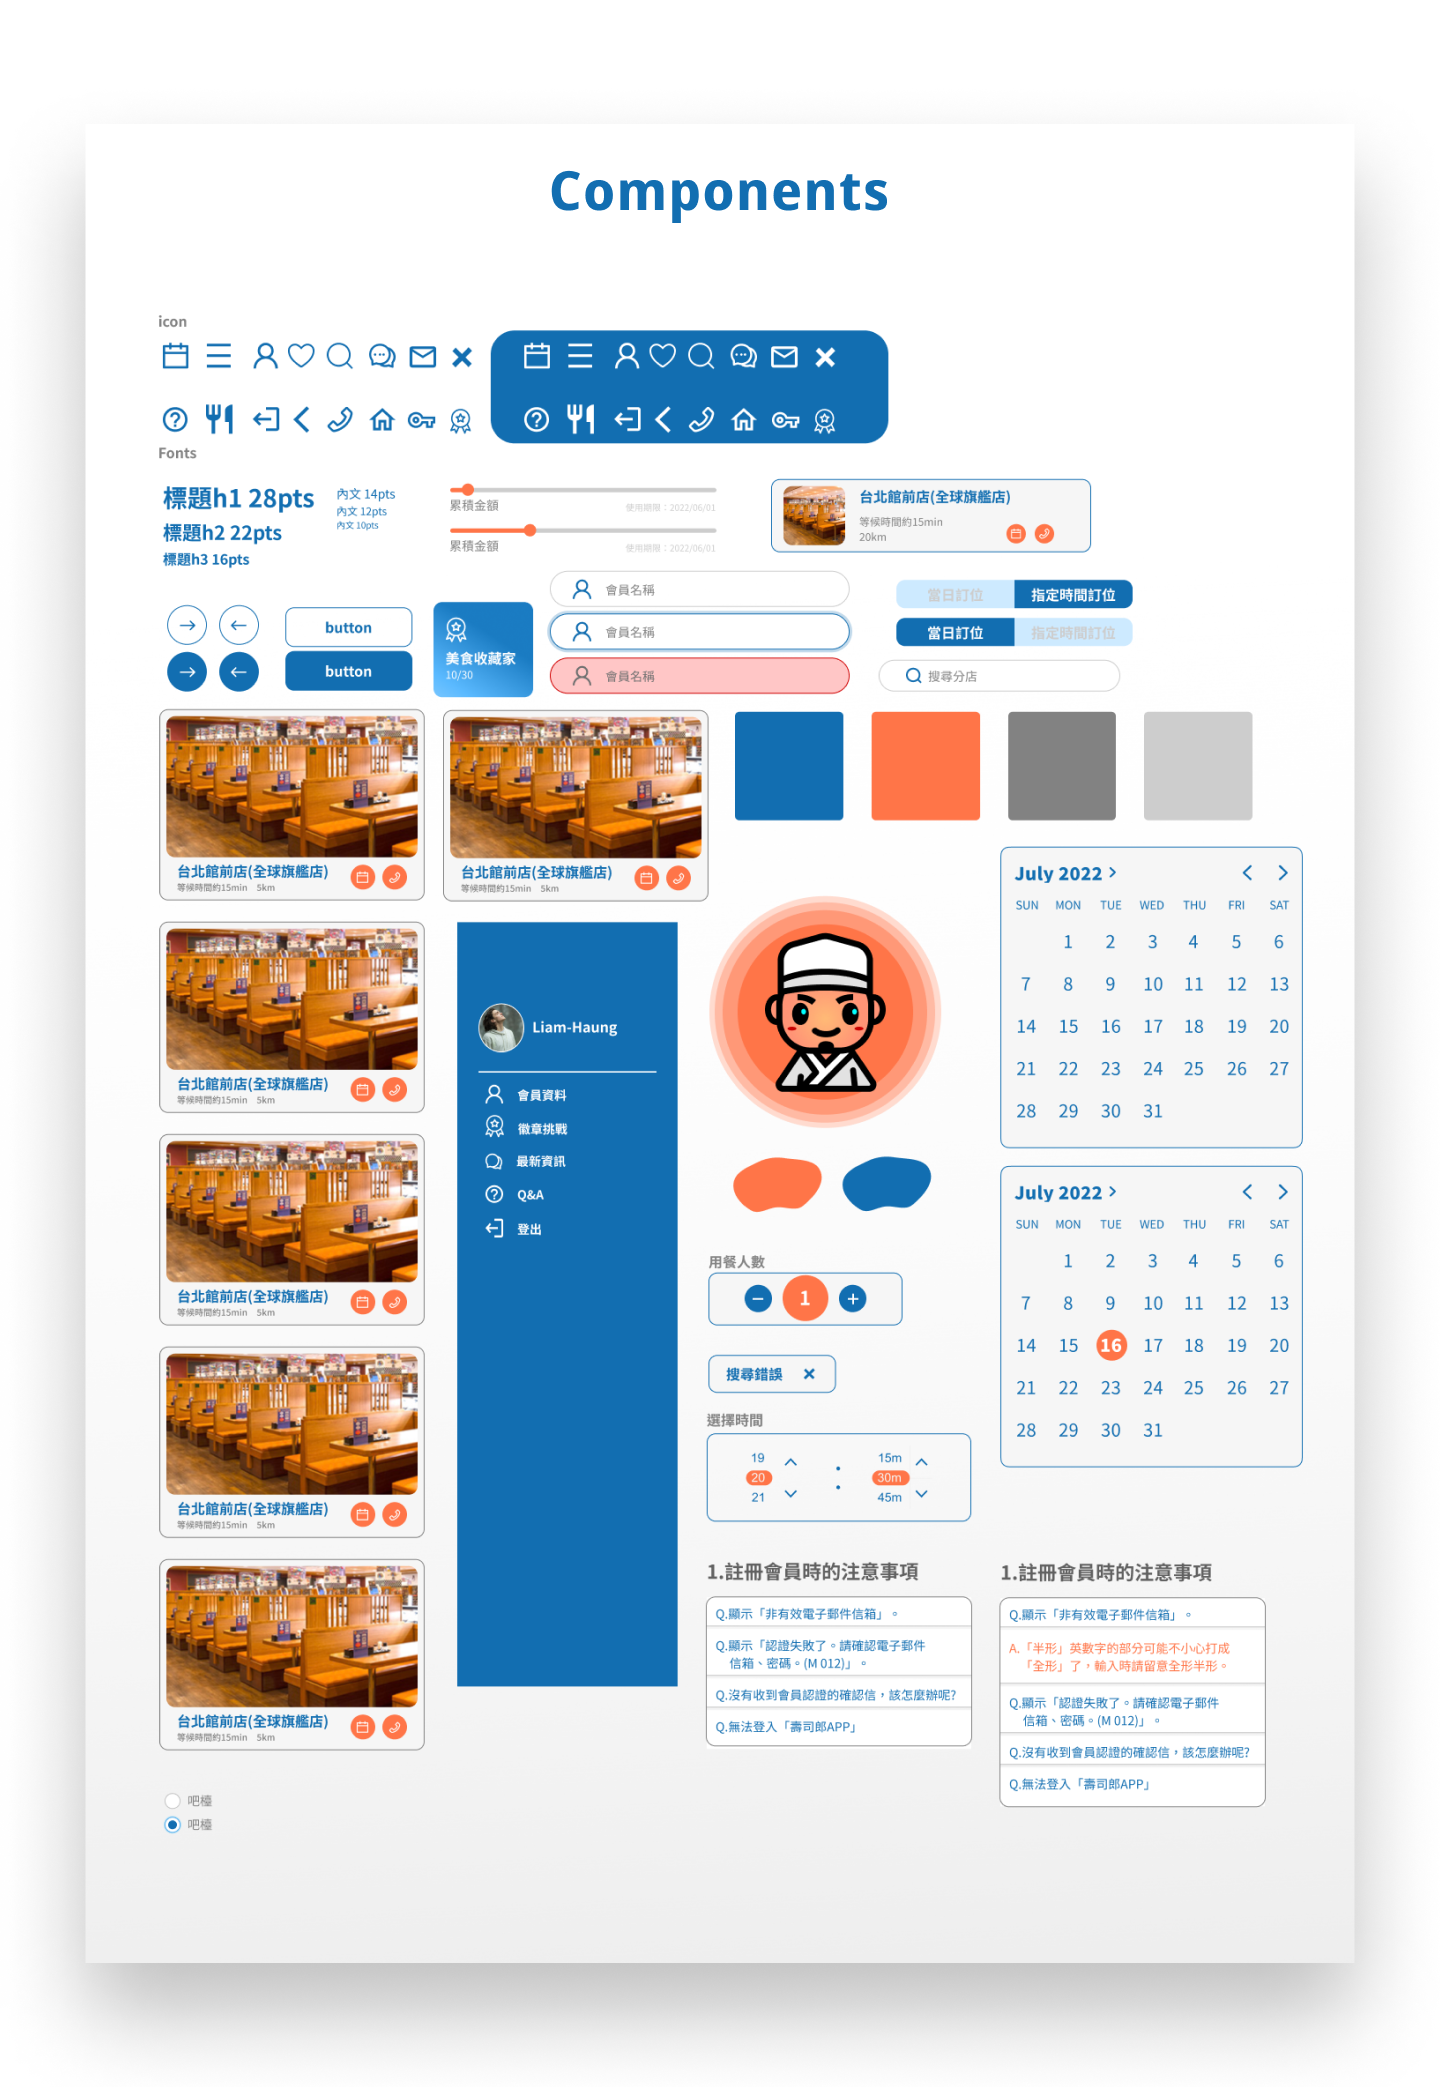 Components
icon
Fonts
標題h1 28pts
標題h2 22pts
標題h3 16pts
內文 14pts
內文 12pts
內文 10pts
累積金額
使用期限：2022/06/01
累積金額
使用期限：2022/06/01
台北館前店(全球旗艦店)
等候時間約15min
20km
button
button
美食收藏家
10/30
會員名稱
會員名稱
會員名稱
當日訂位 指定時間訂位
當日訂位 指定時間訂位
搜尋分店
台北館前店(全球旗艦店)
等候時間約15min 5km
台北館前店(全球旗艦店)
等候時間約15min 5km
台北館前店(全球旗艦店)
等候時間約15min 5km
台北館前店(全球旗艦店)
等候時間約15min 5km
台北館前店(全球旗艦店)
等候時間約15min 5km
台北館前店(全球旗艦店)
等候時間約15min 5km
吧檯
吧檯
Liam-Haung
會員資料
徽章挑戰
最新資訊
Q&A
登出
用餐人數
1
搜尋錯誤
選擇時間
19 15m
20 : 30m
21 45m
July 2022
SUN MON TUE WED THU FRI SAT
1 2 3 4 5 6
7 8 9 10 11 12 13
14 15 16 17 18 19 20
21 22 23 24 25 26 27
28 29 30 31
July 2022
SUN MON TUE WED THU FRI SAT
1 2 3 4 5 6
7 8 9 10 11 12 13
14 15 16 17 18 19 20
21 22 23 24 25 26 27
28 29 30 31
1.註冊會員時的注意事項
Q.顯示「非有效電子郵件信箱」。
Q.顯示「認證失敗了。請確認電子郵件
信箱、密碼。(M 012)」。
Q.沒有收到會員認證的確認信，該怎麼辦呢?
Q.無法登入「壽司郎APP」
1.註冊會員時的注意事項
Q.顯示「非有效電子郵件信箱」。
A.「半形」英數字的部分可能不小心打成
「全形」了，輸入時請留意全形半形。
Q.顯示「認證失敗了。請確認電子郵件
信箱、密碼。(M 012)」。
Q.沒有收到會員認證的確認信，該怎麼辦呢?
Q.無法登入「壽司郎APP」